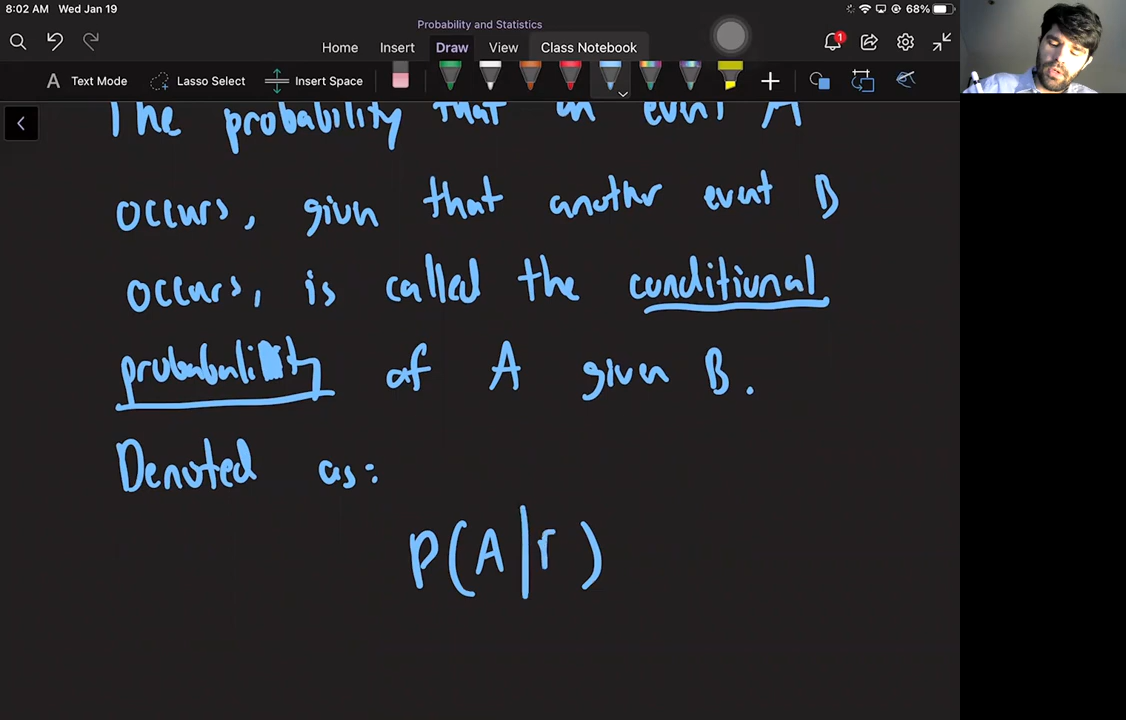 8:02 AM Wed Jan 19 68%
Probability and Statistics
Home Insert Draw View Class Notebook 1
A Text Mode Lasso Select Insert Space
The probability that an event A
occurs, given that another event B
occurs, is called the conditional
probability of A given B.
Denoted as:
P(A|r)